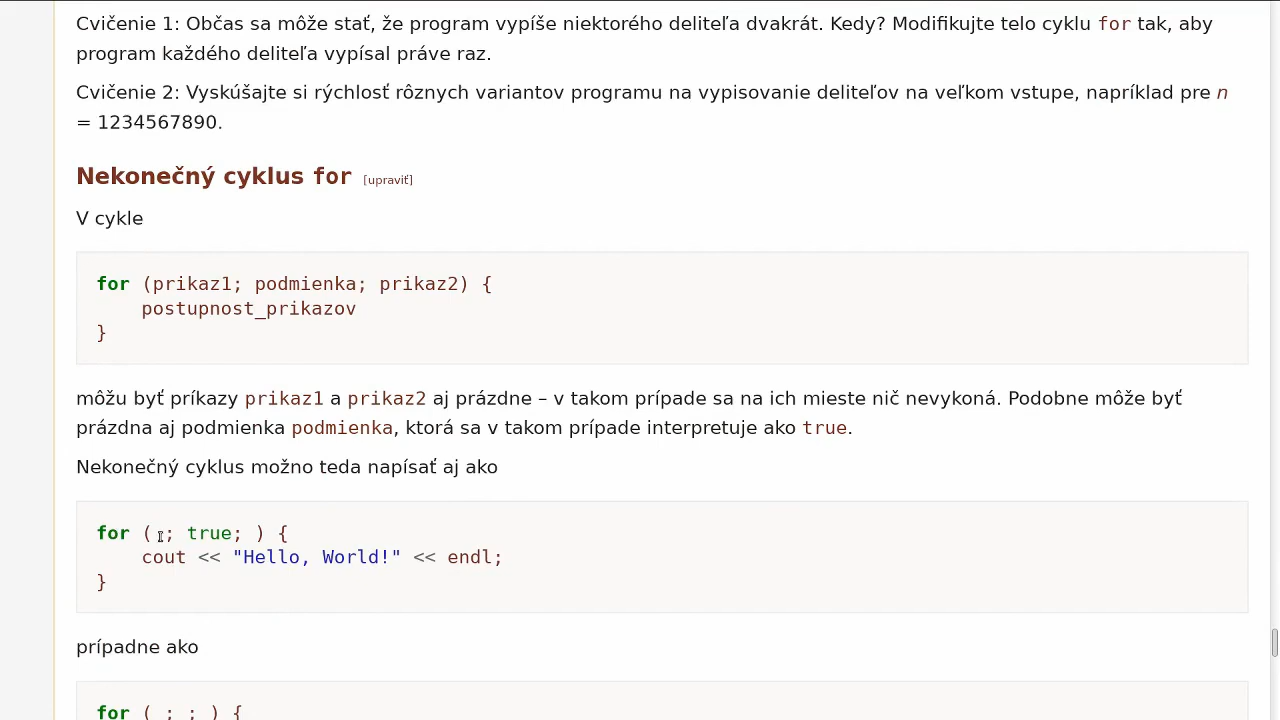 Cvičenie 1: Občas sa môže stať, že program vypíše niektorého deliteľa dvakrát. Kedy? Modifikujte telo cyklu for tak, aby
program každého deliteľa vypísal práve raz.
Cvičenie 2: Vyskúšajte si rýchlosť rôznych variantov programu na vypisovanie deliteľov na veľkom vstupe, napríklad pre n
= 1234567890.
Nekonečný cyklus for [upraviť]
V cykle
for (prikaz1; podmienka; prikaz2) {
    postupnost_prikazov
}
môžu byť príkazy prikaz1 a prikaz2 aj prázdne – v takom prípade sa na ich mieste nič nevykoná. Podobne môže byť
prázdna aj podmienka podmienka, ktorá sa v takom prípade interpretuje ako true.
Nekonečný cyklus možno teda napísať aj ako
for ( ; true; ) {
    cout << "Hello, World!" << endl;
}
prípadne ako
for ( ; ; ) {